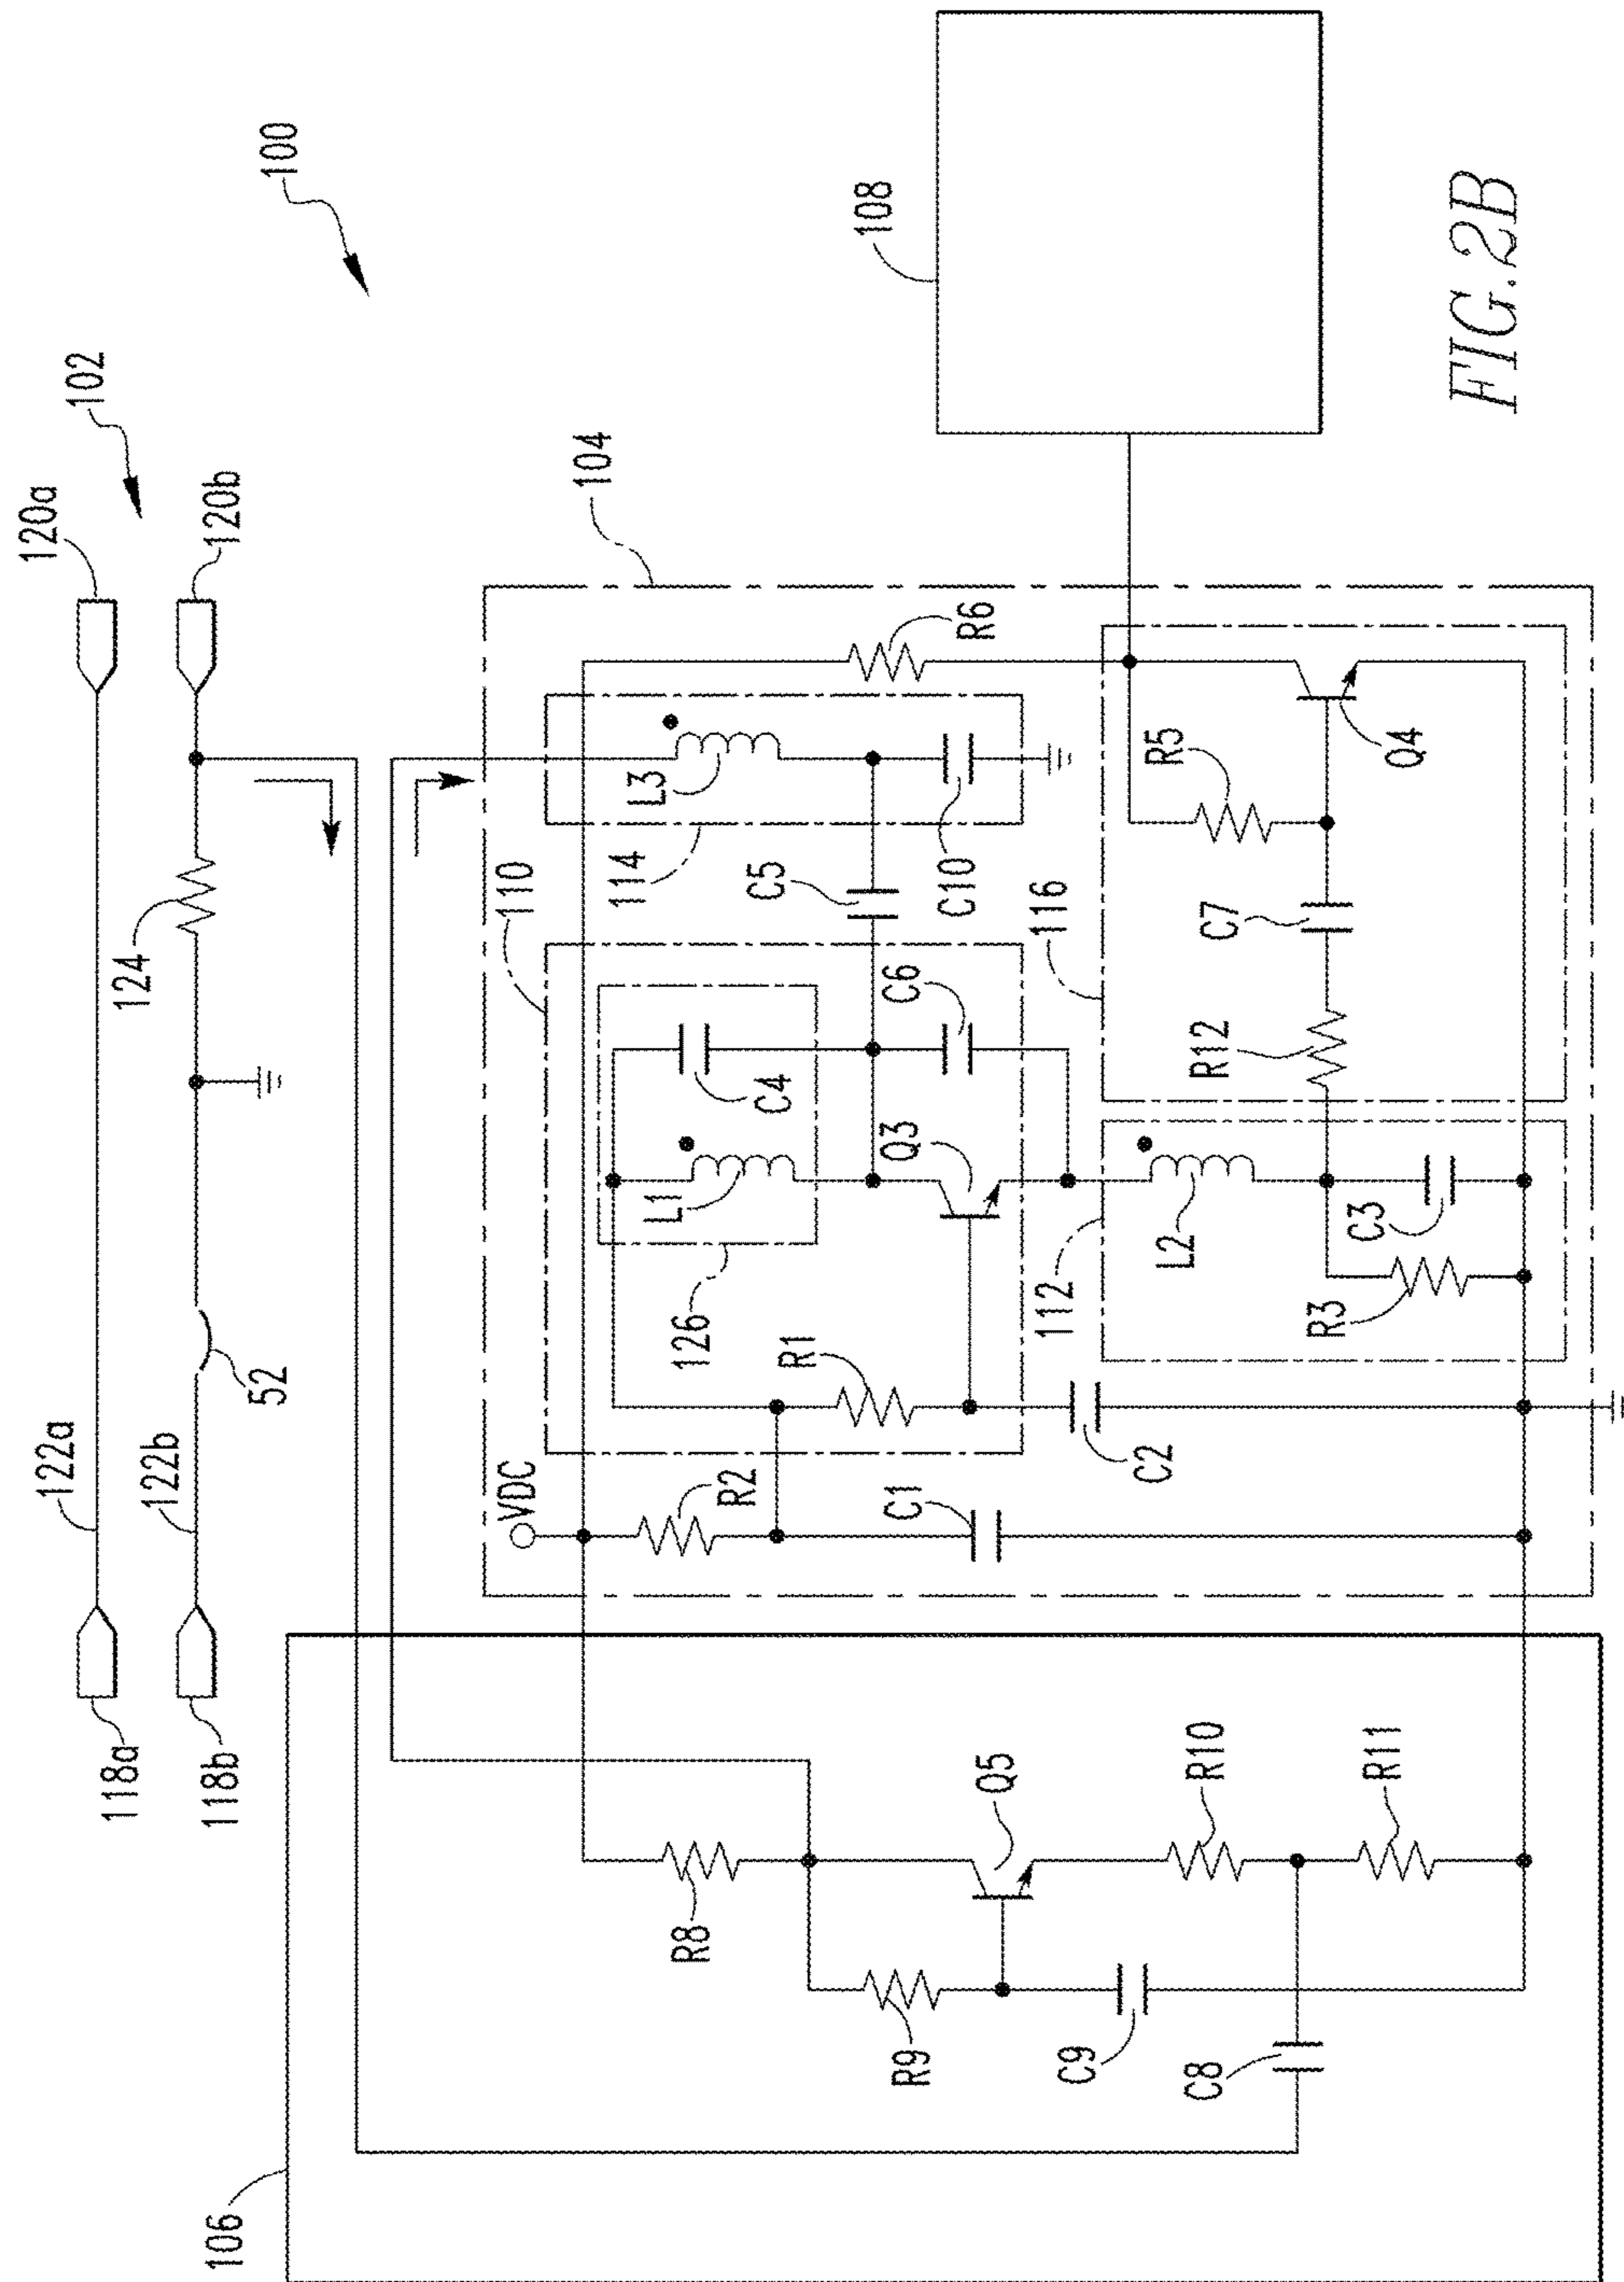 100
102
120a
120b
122a
122b
118a
118b
52
124
104
110
114
L3
C10
C5
R6
108
126
L1
C4
C6
Q3
R1
VDC
R2
C1
C2
112
L2
C3
R3
116
R12
C7
R5
Q4
106
R8
R9
Q5
C9
C8
R10
R11
FIG.2B